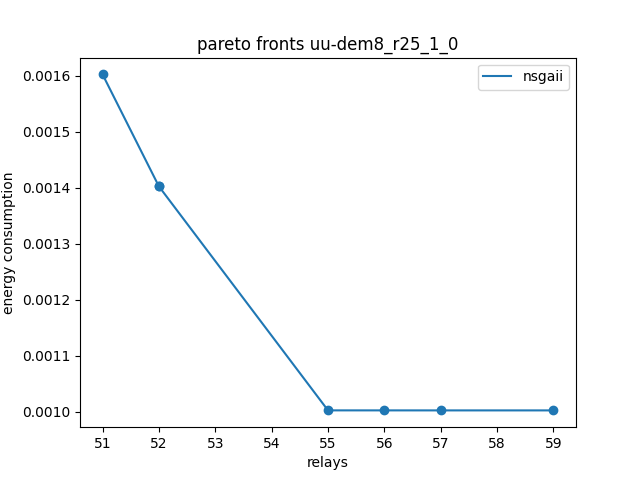 pareto fronts uu-dem8_r25_1_0
nsgaii
0.0016
0.0015
0.0014
0.0013
0.0012
0.0011
0.0010
energy consumption
51 52 53 54 55 56 57 58 59
relays